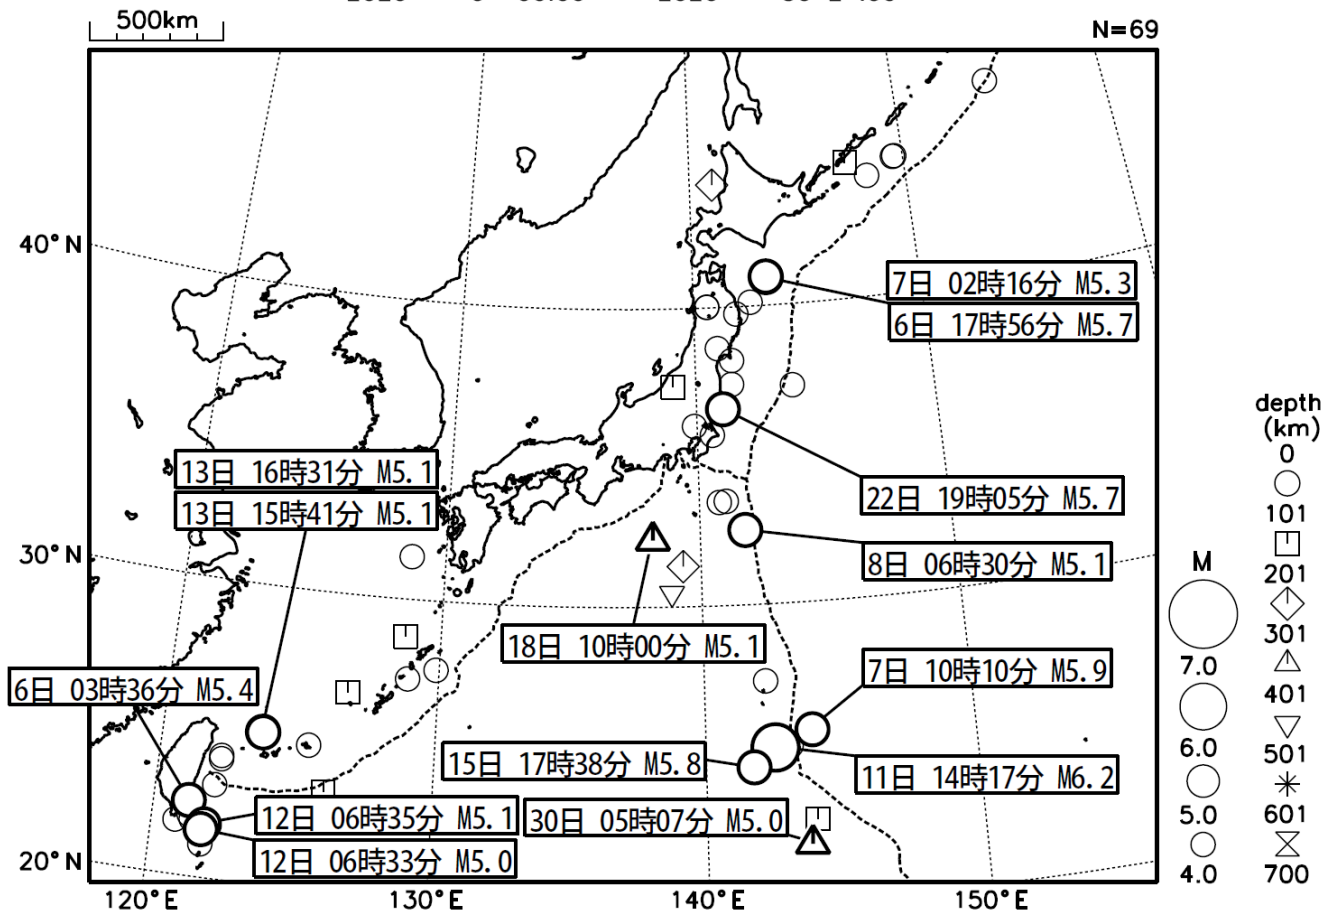 500km
N=69
40°N
30°N
20°N
120°E
130°E
140°E
150°E
7日 02時16分 M5.3
6日 17時56分 M5.7
13日 16時31分 M5.1
13日 15時41分 M5.1
22日 19時05分 M5.7
8日 06時30分 M5.1
18日 10時00分 M5.1
7日 10時10分 M5.9
6日 03時36分 M5.4
15日 17時38分 M5.8
11日 14時17分 M6.2
12日 06時35分 M5.1
30日 05時07分 M5.0
12日 06時33分 M5.0
M
7.0
6.0
5.0
4.0
depth
(km)
0
101
201
301
401
501
601
700